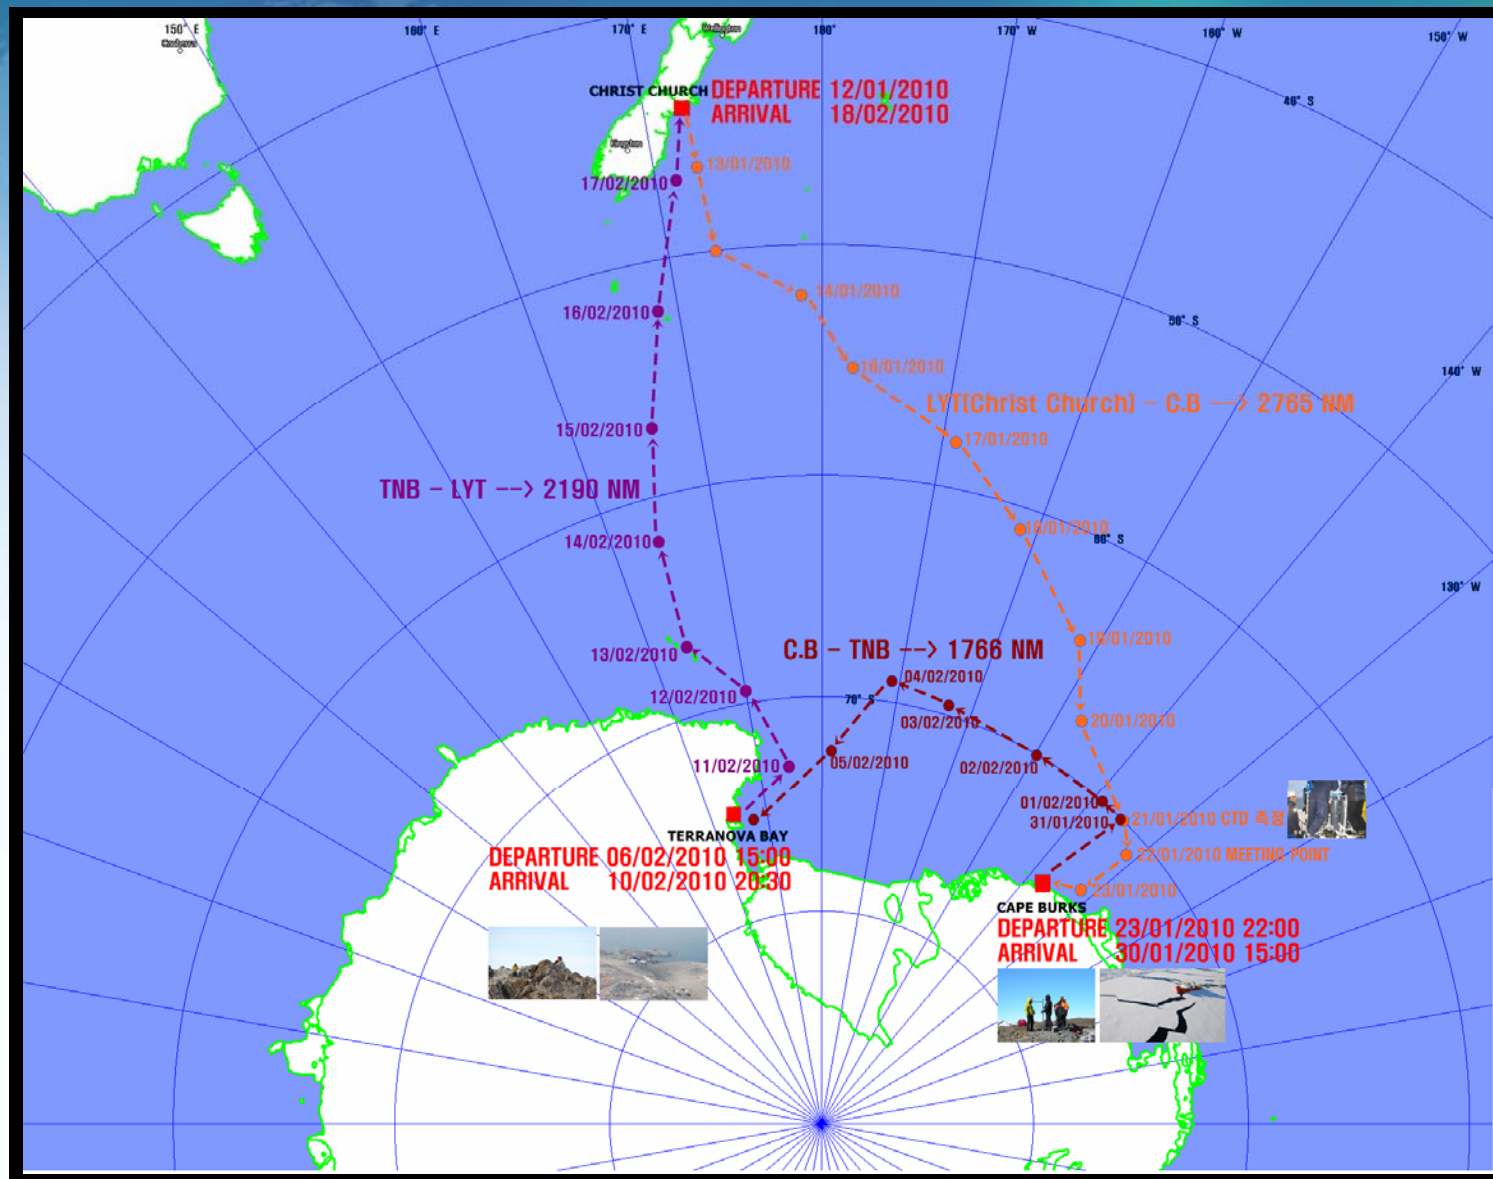 150° E
160° E
170° E
180°
170° W
160° W
150° W
Canberra
Wellington
40° S
CHRIST CHURCH
DEPARTURE 12/01/2010
ARRIVAL 18/02/2010
Kingston
13/01/2010
17/02/2010
14/01/2010
16/02/2010
50° S
16/01/2010
140° W
LYT(Christ Church) - C.B --> 2765 NM
15/02/2010
17/01/2010
TNB - LYT --> 2190 NM
18/01/2010
60° S
14/02/2010
130° W
19/01/2010
C.B - TNB --> 1766 NM
13/02/2010
04/02/2010
12/02/2010
70° S
03/02/2010
20/01/2010
11/02/2010
05/02/2010
02/02/2010
01/02/2010
31/01/2010
21/01/2010 CTD 측정
TERRANOVA BAY
22/01/2010 MEETING POINT
DEPARTURE 06/02/2010 15:00
ARRIVAL 10/02/2010 20:30
23/01/2010
CAPE BURKS
DEPARTURE 23/01/2010 22:00
ARRIVAL 30/01/2010 15:00